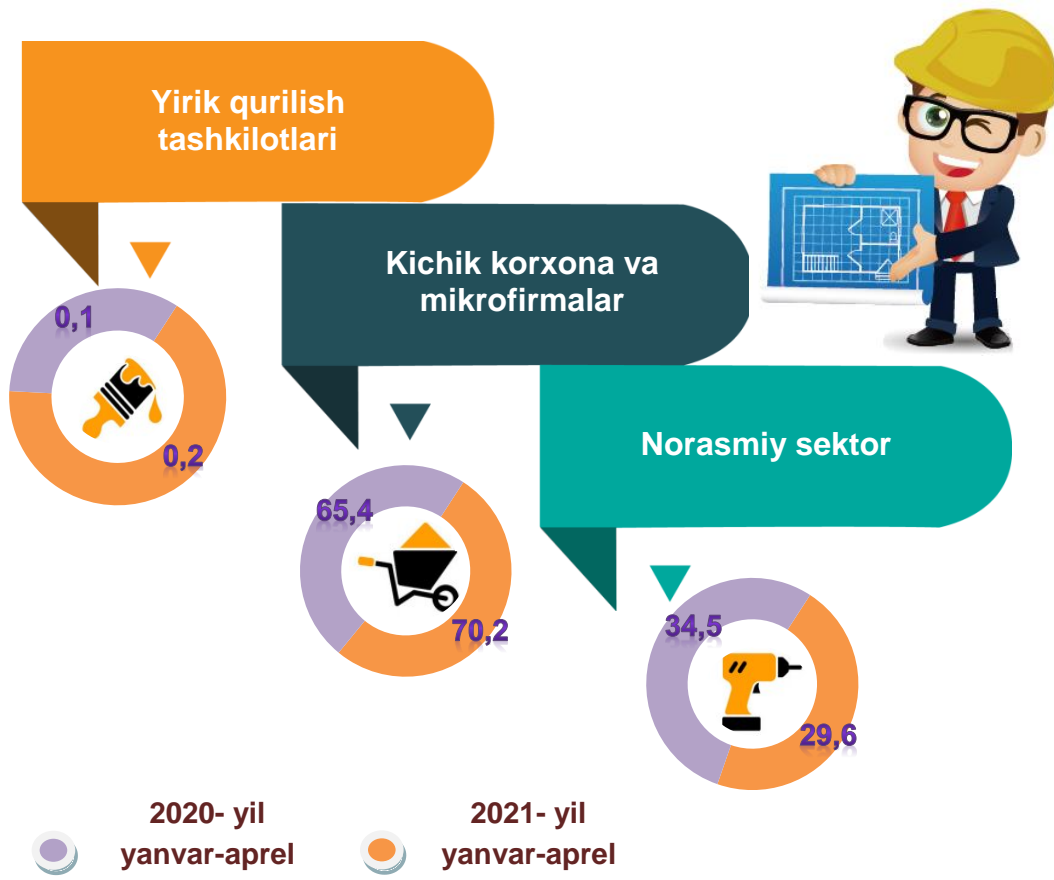 Yirik qurilish
tashkilotlari
Kichik korxona va
mikrofirmalar
0,1
0,2
Norasmiy sektor
65,4
70,2
34,5
29,6
2020- yil
yanvar-aprel
2021- yil
yanvar-aprel